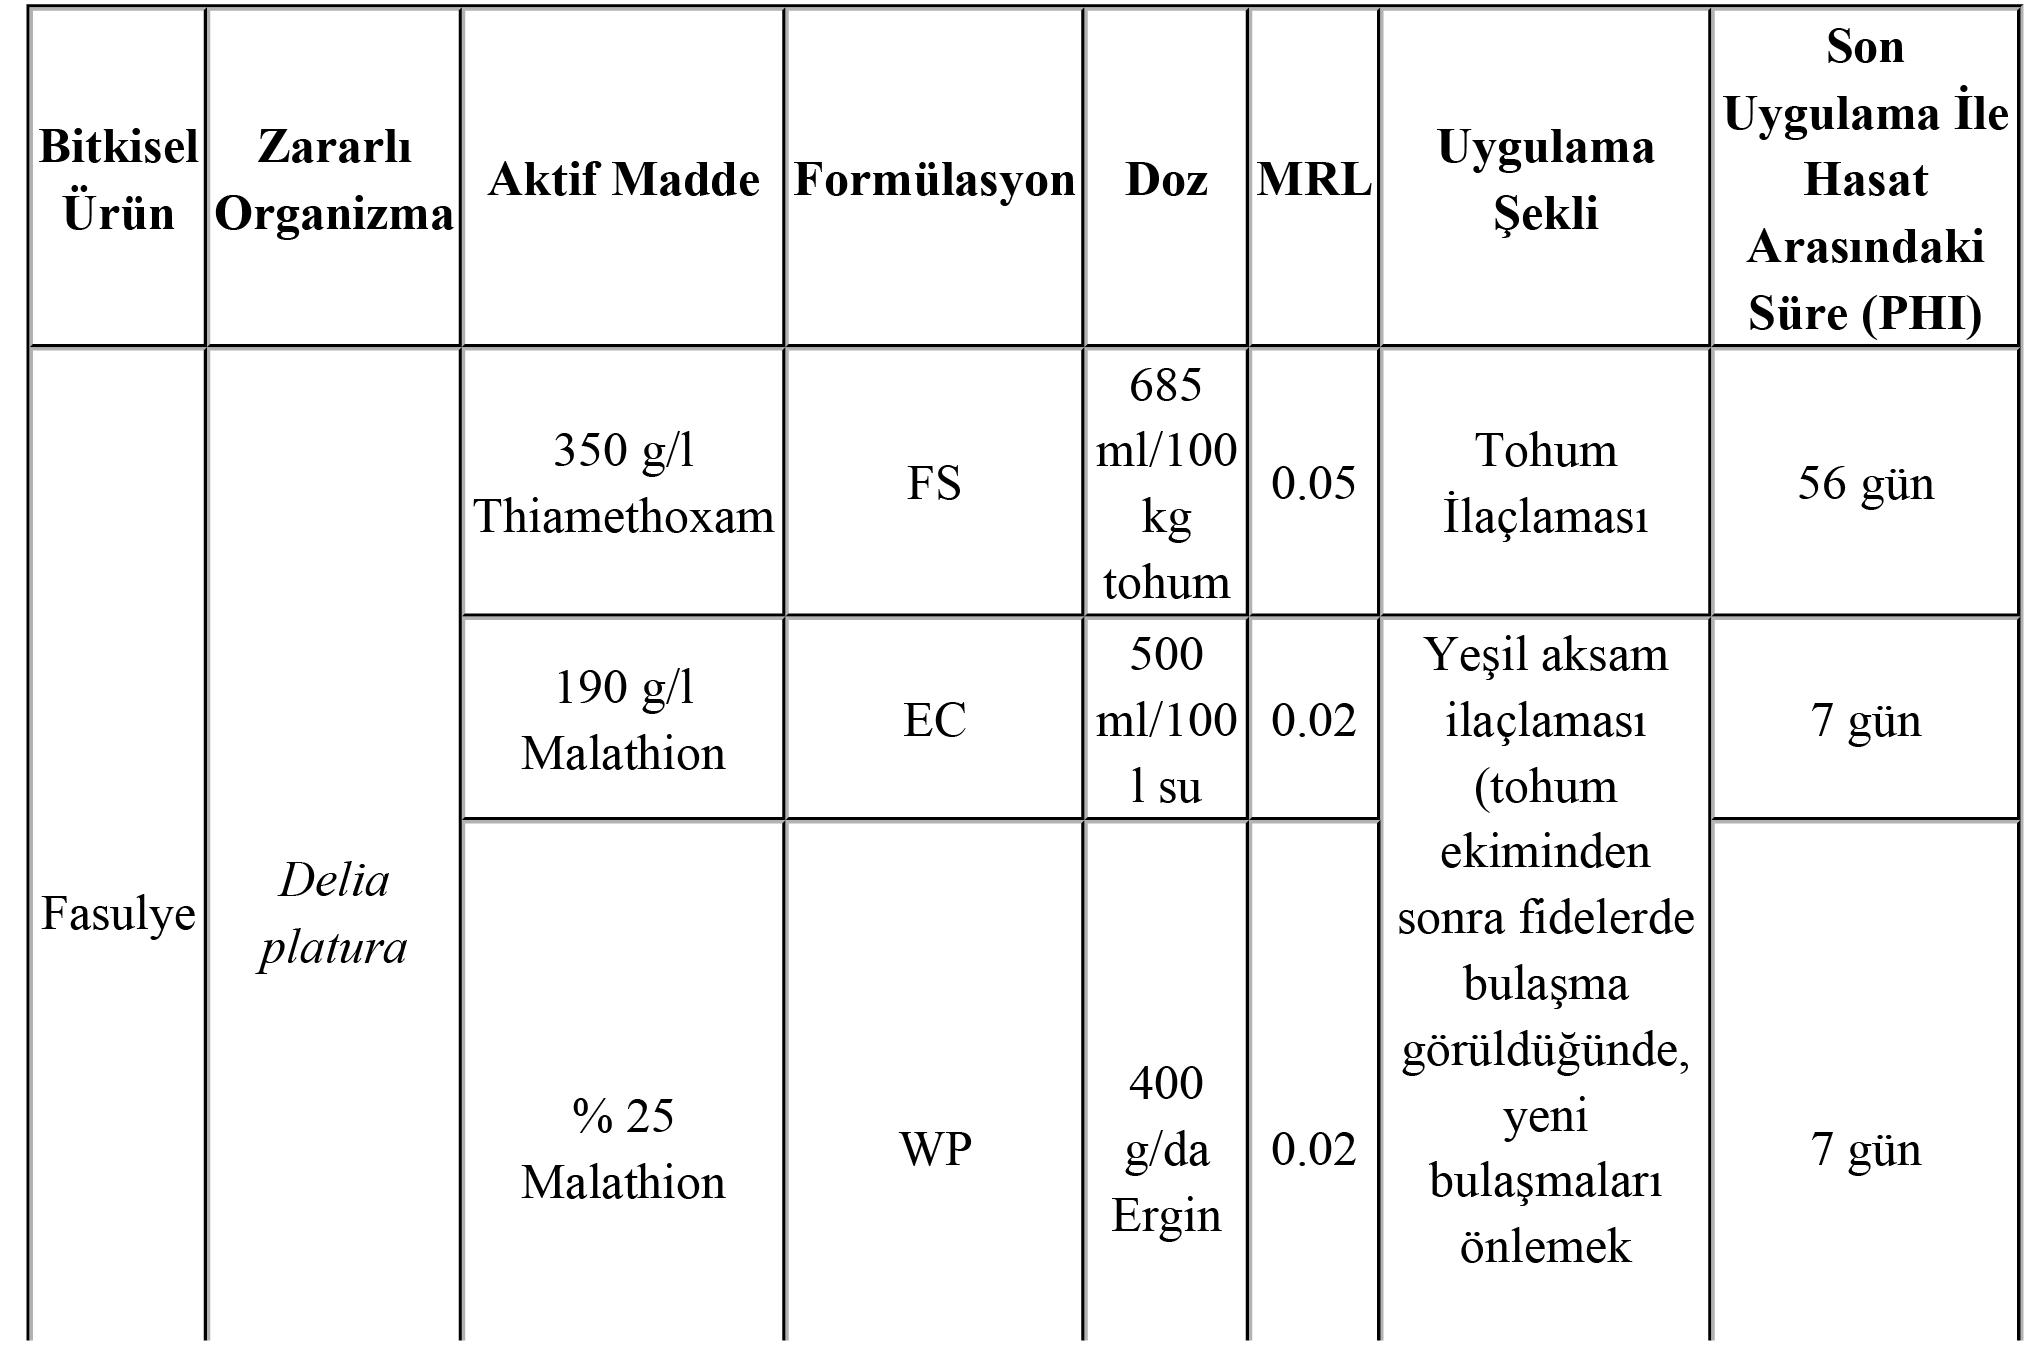 Bitkisel
Ürün
Zararlı
Organizma
Aktif Madde
Formülasyon
Doz
MRL
Uygulama
Şekli
Son
Uygulama İle
Hasat
Arasındaki
Süre (PHI)
Fasulye
Delia
platura
350 g/l
Thiamethoxam
FS
685
ml/100
kg
tohum
0.05
Tohum
İlaçlaması
56 gün
190 g/l
Malathion
EC
500
ml/100
l su
0.02
Yeşil aksam
ilaçlaması
(tohum
ekiminden
sonra fidelerde
bulaşma
görüldüğünde,
yeni
bulaşmaları
önlemek
7 gün
% 25
Malathion
WP
400
g/da
Ergin
0.02
7 gün